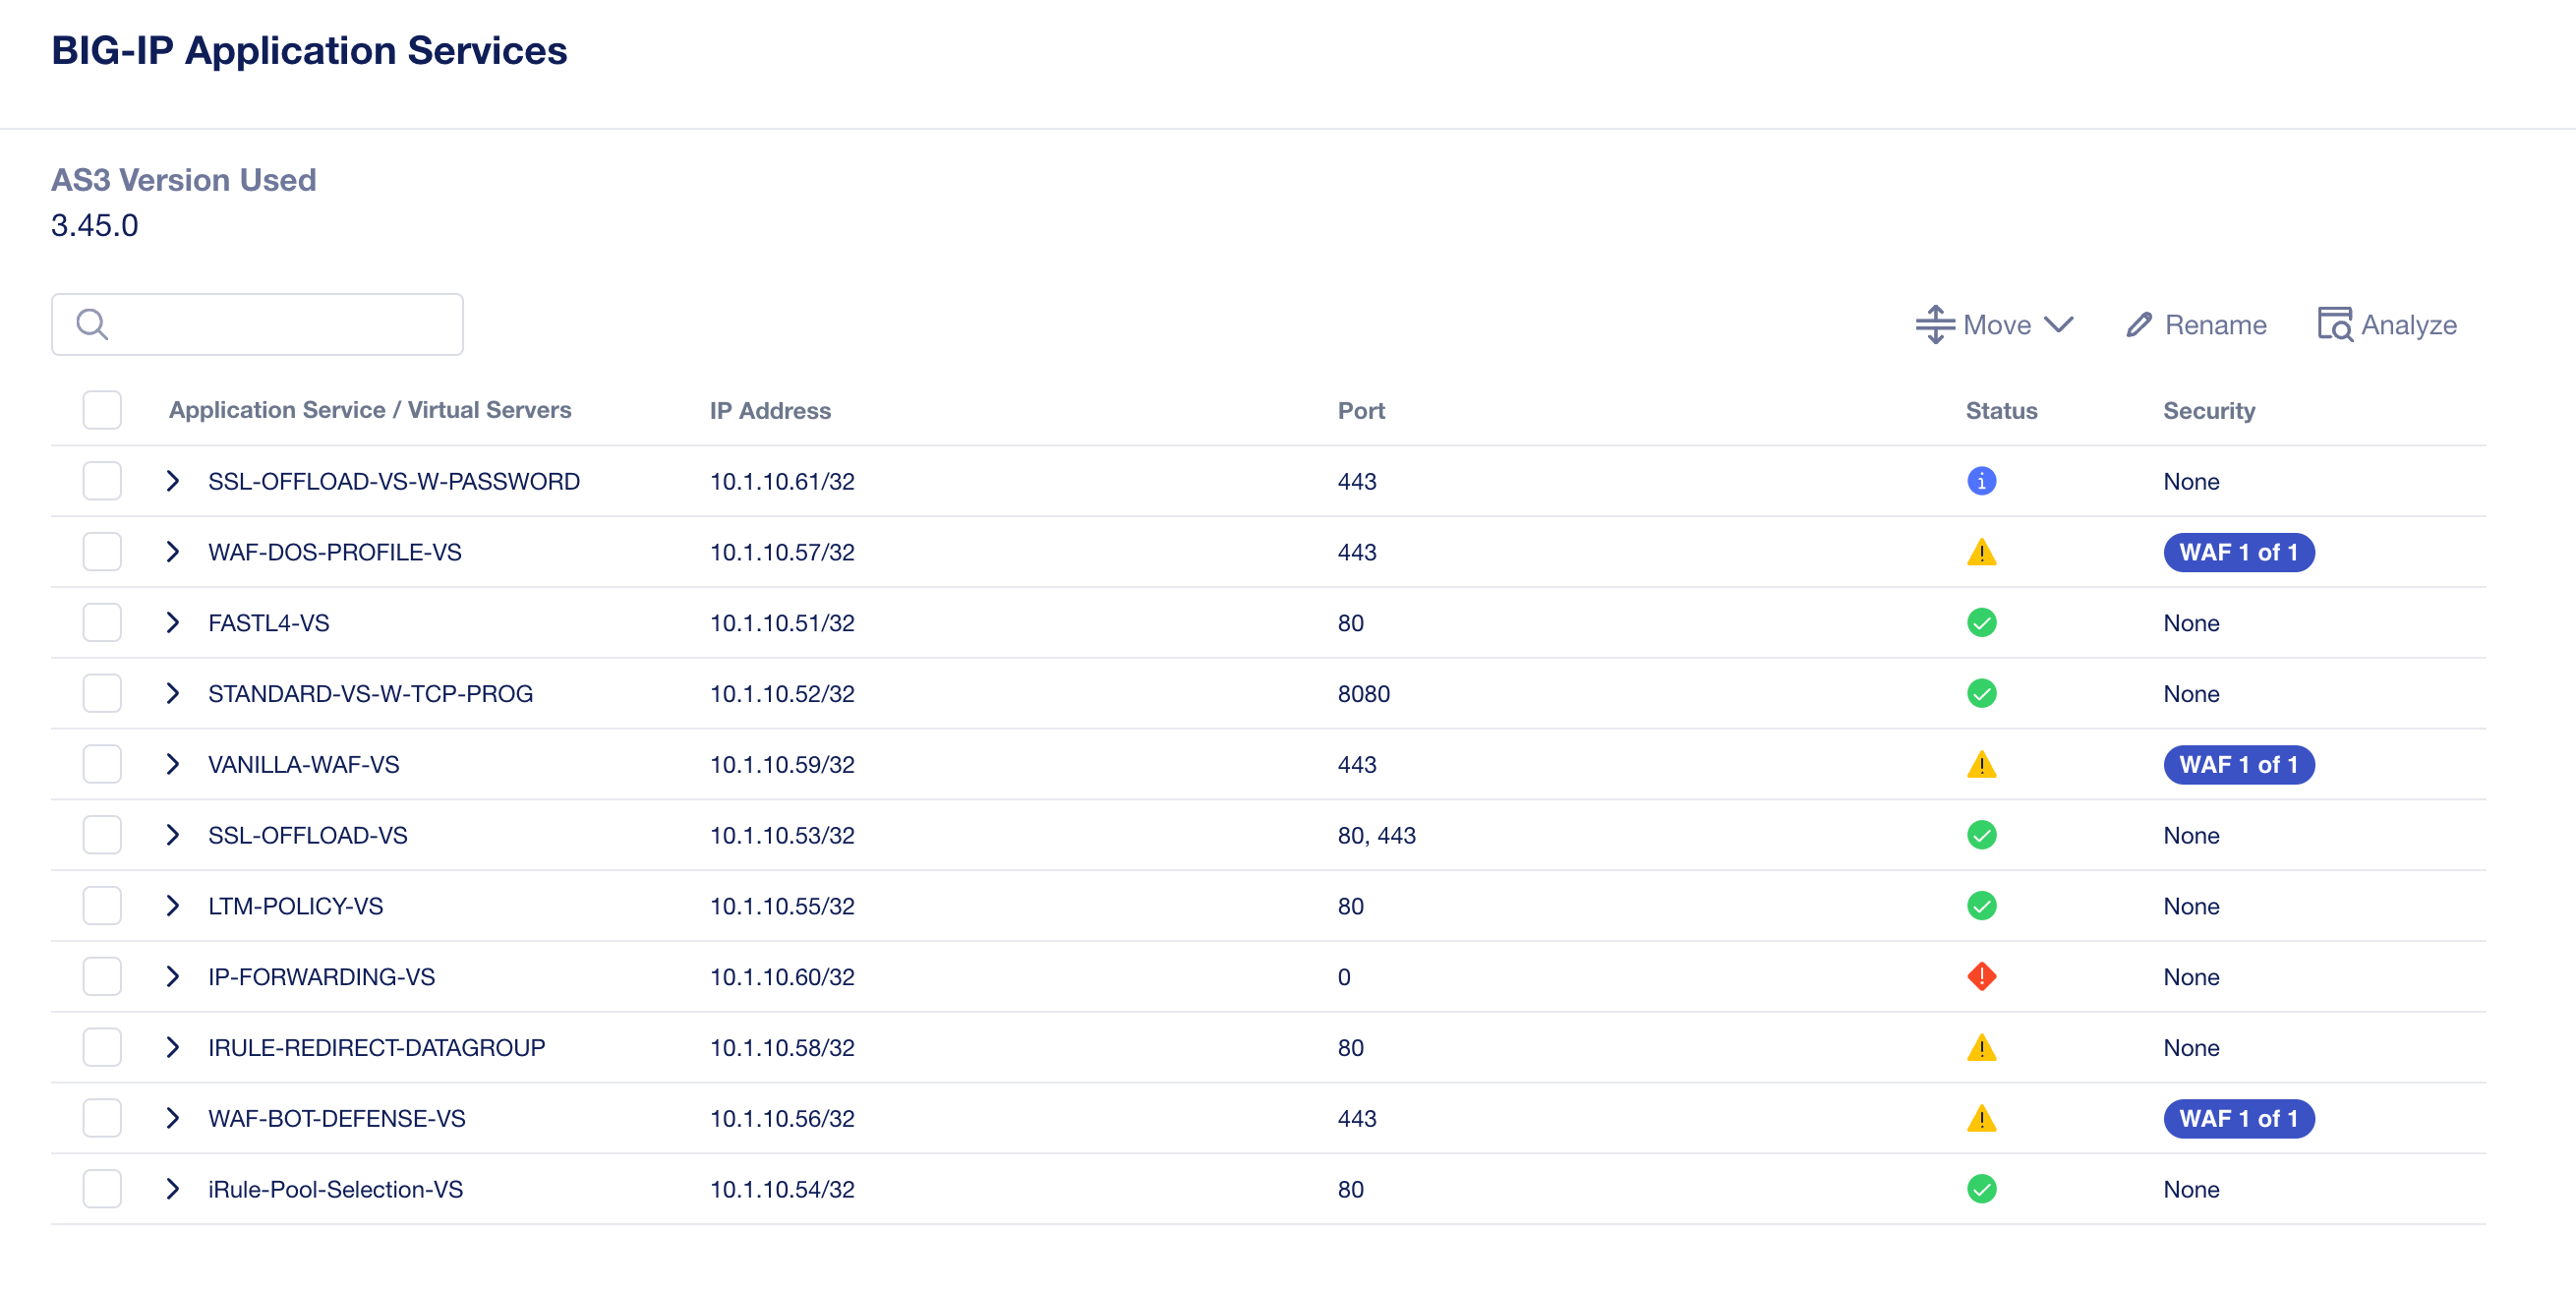 BIG-IP Application Services
AS3 Version Used
3.45.0
Move Rename Analyze
Application Service / Virtual Servers IP Address Port Status Security
SSL-OFFLOAD-VS-W-PASSWORD 10.1.10.61/32 443 None
WAF-DOS-PROFILE-VS 10.1.10.57/32 443 WAF 1 of 1
FASTL4-VS 10.1.10.51/32 80 None
STANDARD-VS-W-TCP-PROG 10.1.10.52/32 8080 None
VANILLA-WAF-VS 10.1.10.59/32 443 WAF 1 of 1
SSL-OFFLOAD-VS 10.1.10.53/32 80, 443 None
LTM-POLICY-VS 10.1.10.55/32 80 None
IP-FORWARDING-VS 10.1.10.60/32 0 None
IRULE-REDIRECT-DATAGROUP 10.1.10.58/32 80 None
WAF-BOT-DEFENSE-VS 10.1.10.56/32 443 WAF 1 of 1
iRule-Pool-Selection-VS 10.1.10.54/32 80 None